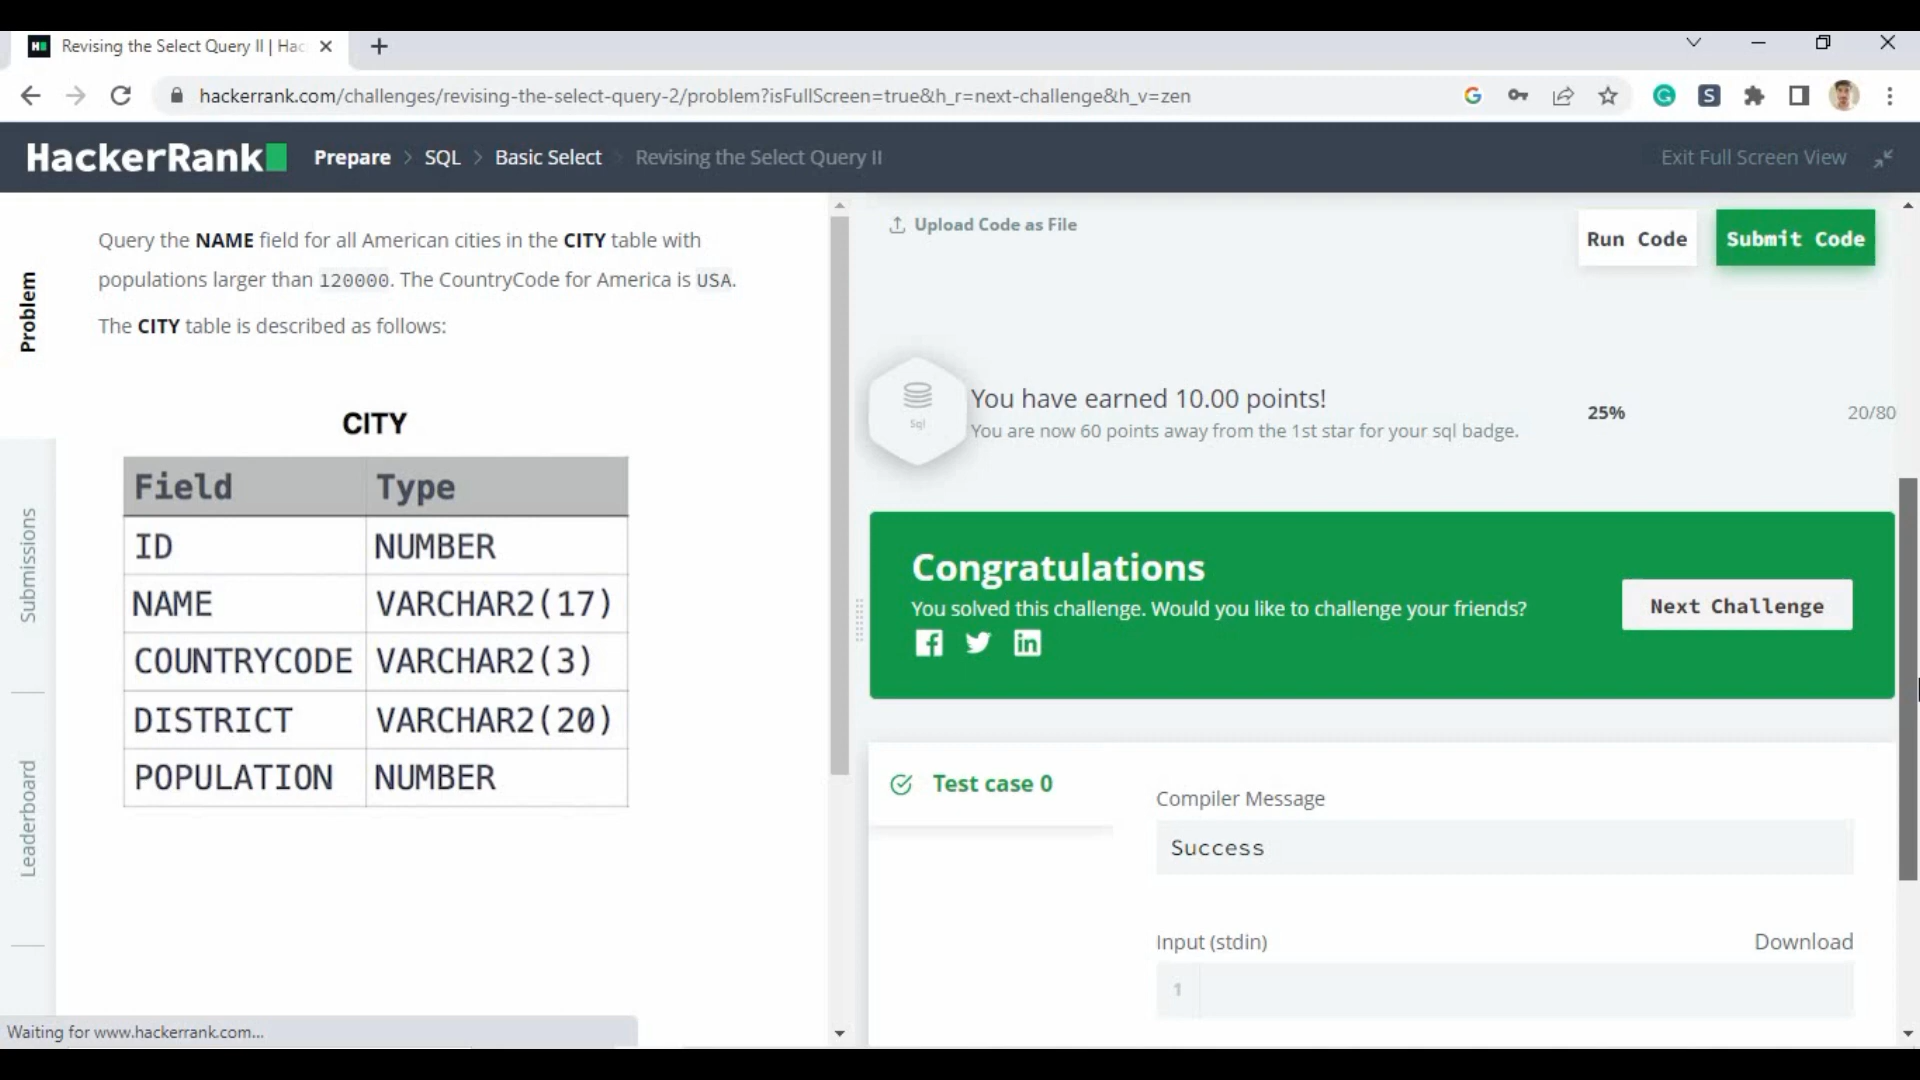 Revising the Select Query II | Hac
hackerrank.com/challenges/revising-the-select-query-2/problem?isFullScreen=true&h_r=next-challenge&h_v=zen
HackerRank
Prepare > SQL > Basic Select > Revising the Select Query II
Exit Full Screen View
Problem
Submissions
Leaderboard
Query the NAME field for all American cities in the CITY table with
populations larger than 120000. The CountryCode for America is USA.
The CITY table is described as follows:
CITY
Field Type
ID NUMBER
NAME VARCHAR2(17)
COUNTRYCODE VARCHAR2(3)
DISTRICT VARCHAR2(20)
POPULATION NUMBER
Waiting for www.hackerrank.com...
Upload Code as File
Run Code
Submit Code
Sql
You have earned 10.00 points!
You are now 60 points away from the 1st star for your sql badge.
25%
20/80
Congratulations
You solved this challenge. Would you like to challenge your friends?
Next Challenge
Test case 0
Compiler Message
Success
Input (stdin)
Download
1